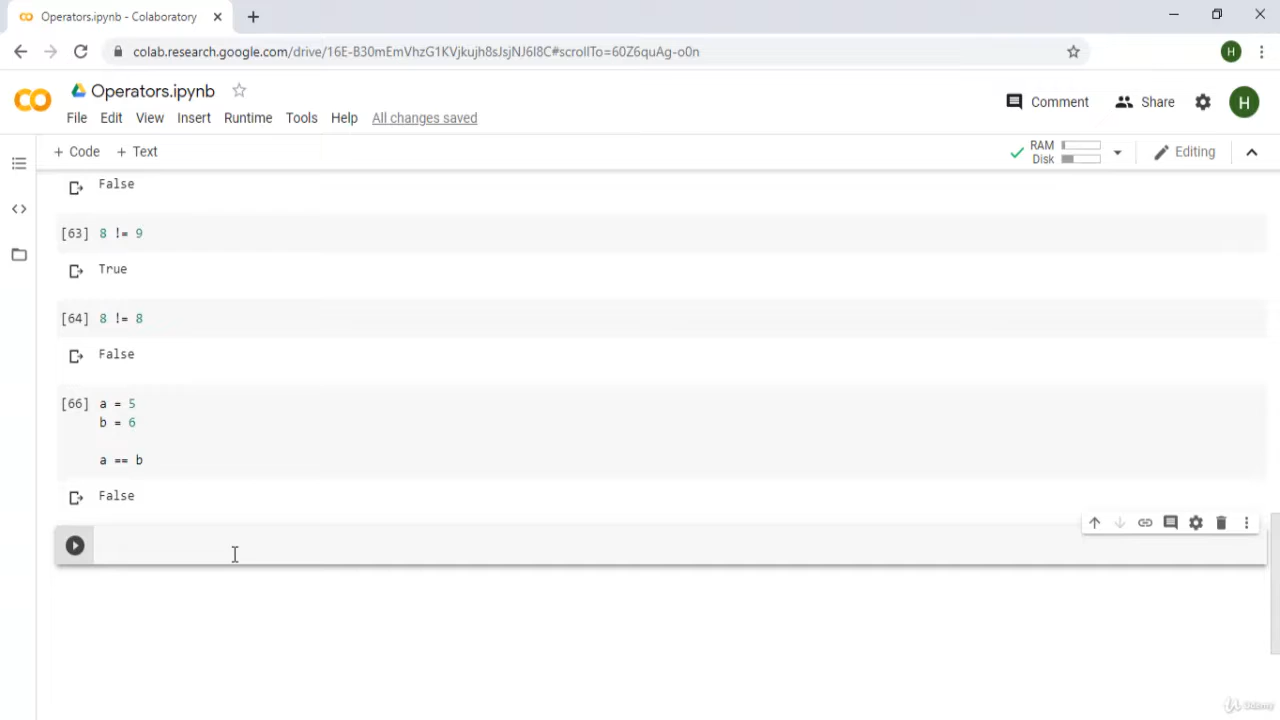 Operators.ipynb - Colaboratory
colab.research.google.com/drive/16E-B30mEmVhzG1KVjkujh8sJsjNJ6I8C#scrollTo=60Z6quAg-o0n
H
CO Operators.ipynb
File Edit View Insert Runtime Tools Help All changes saved
Comment Share H
+ Code + Text
RAM
Disk
Editing
False
[63] 8 != 9
True
[64] 8 != 8
False
[66] a = 5
b = 6
a == b
False
Udemy